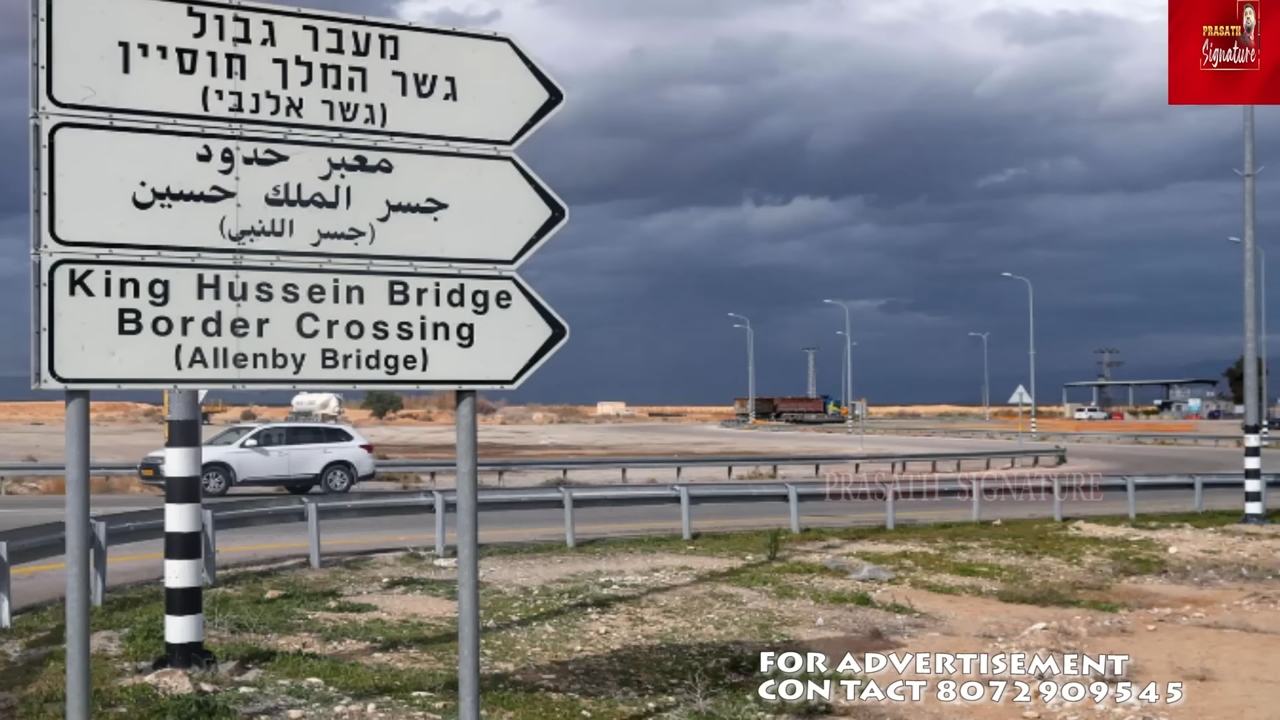 מעבר גבול
גשר המלך חוסיין
(גשר אלנבי)
معبر حدود
جسر الملك حسين
(جسر اللنبي)
King Hussein Bridge
Border Crossing
(Allenby Bridge)
PRASATH
Signature
PRASATH SIGNATURE
FOR ADVERTISEMENT
CON TACT 8072909545